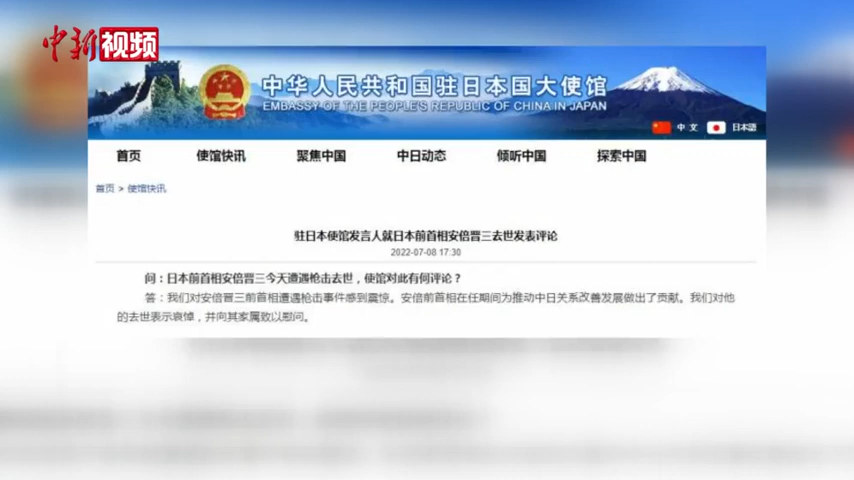 中新视频
中华人民共和国驻日本国大使馆
EMBASSY OF THE PEOPLE'S REPUBLIC OF CHINA IN JAPAN
中 文 日本語
首页 使馆快讯 聚焦中国 中日动态 倾听中国 探索中国
首页 > 使馆快讯
驻日本使馆发言人就日本前首相安倍晋三去世发表评论
2022-07-08 17:30
问：日本前首相安倍晋三今天遭遇枪击去世，使馆对此有何评论？
答：我们对安倍晋三前首相遭遇枪击事件感到震惊。安倍前首相在任期间为推动中日关系改善发展做出了贡献。我们对他
的去世表示哀悼，并向其家属致以慰问。